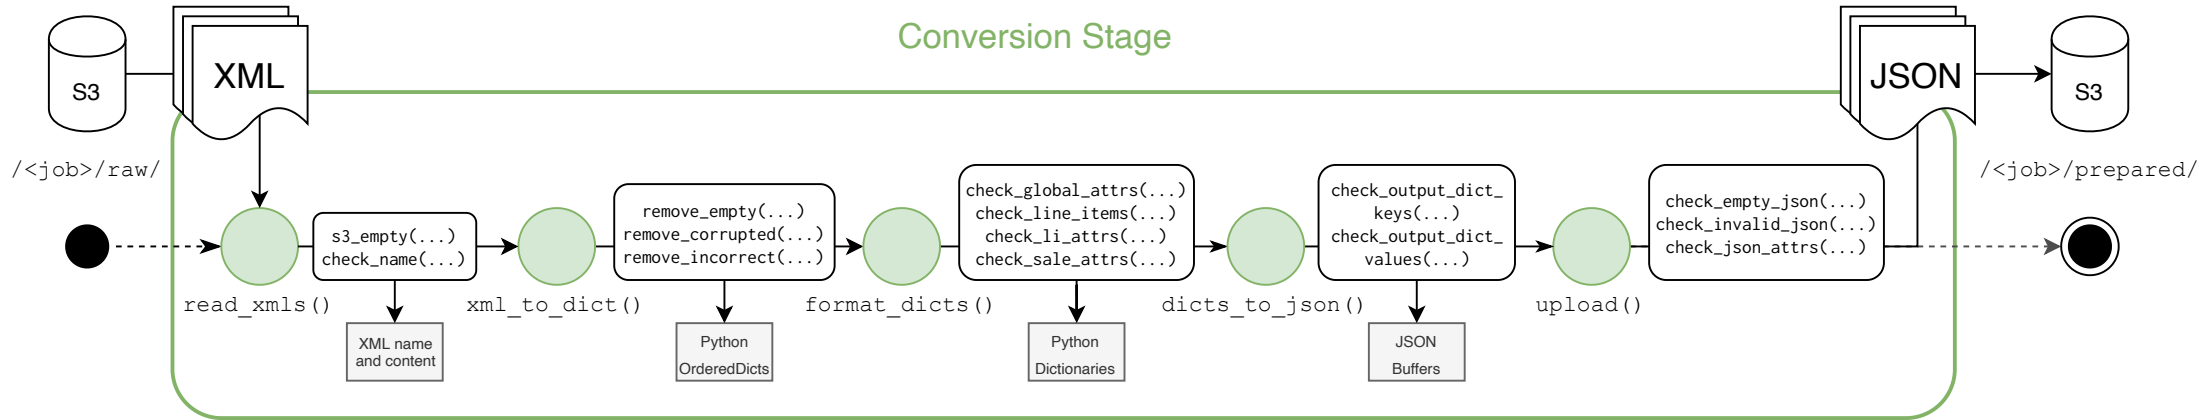 Conversion Stage
S3
XML
JSON
S3
/<job>/raw/
/<job>/prepared/
s3_empty(...)
check_name(...)
remove_empty(...)
remove_corrupted(...)
remove_incorrect(...)
check_global_attrs(...)
check_line_items(...)
check_li_attrs(...)
check_sale_attrs(...)
check_output_dict_
keys(...)
check_output_dict_
values(...)
check_empty_json(...)
check_invalid_json(...)
check_json_attrs(...)
read_xmls()
xml_to_dict()
format_dicts()
dicts_to_json()
upload()
XML name
and content
Python
OrderedDicts
Python
Dictionaries
JSON
Buffers